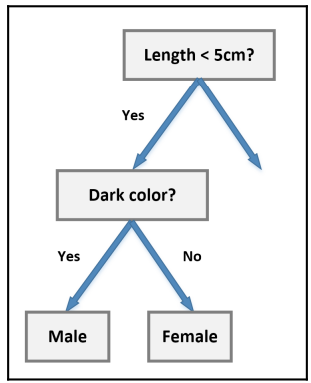 Length < 5cm?
Yes
Dark color?
Yes
No
Male
Female